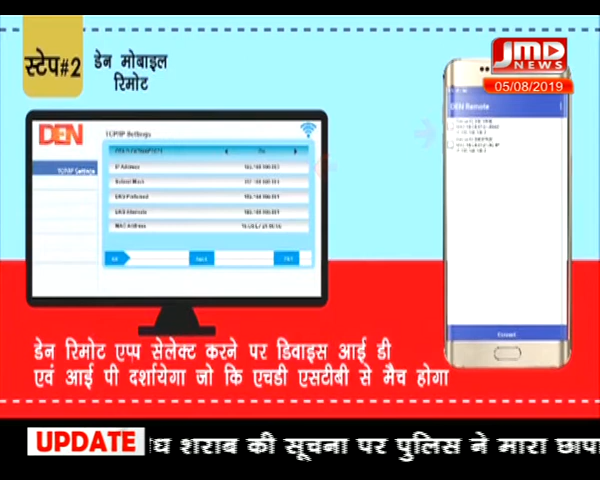 स्टेप#2
डेन मोबाइल
रिमोट
JMD
NEWS
05/08/2019
DEN
TCP/IP Settings
TCP/IP Settings
IP Address
Subnet Mask
DNS Preferred
DNS Alternate
MAC Address
DEN Remote
डेन रिमोट एप्प सेलेक्ट करने पर डिवाइस आई डी
एवं आई पी दर्शायेगा जो कि एचडी एसटीबी से मैच होगा
UPDATE
ध शराब की सूचना पर पुलिस ने मारा छापा